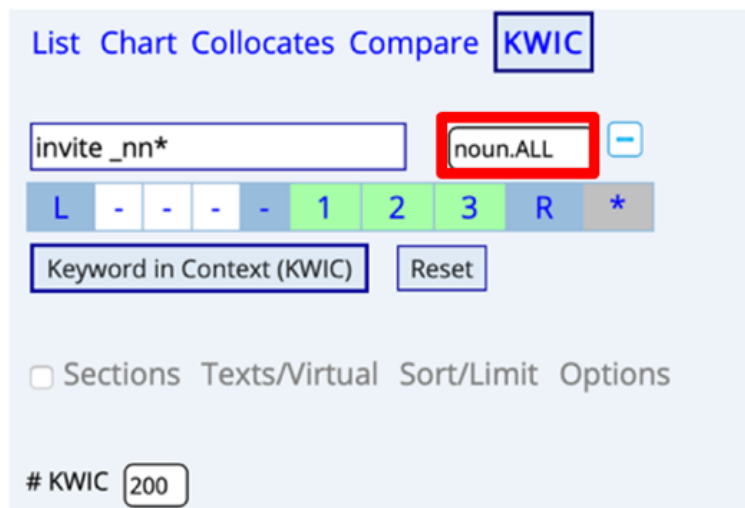 List Chart Collocates Compare KWIC
invite _nn* noun.ALL −
L - - - - 1 2 3 R *
Keyword in Context (KWIC) Reset
Sections Texts/Virtual Sort/Limit Options
# KWIC 200